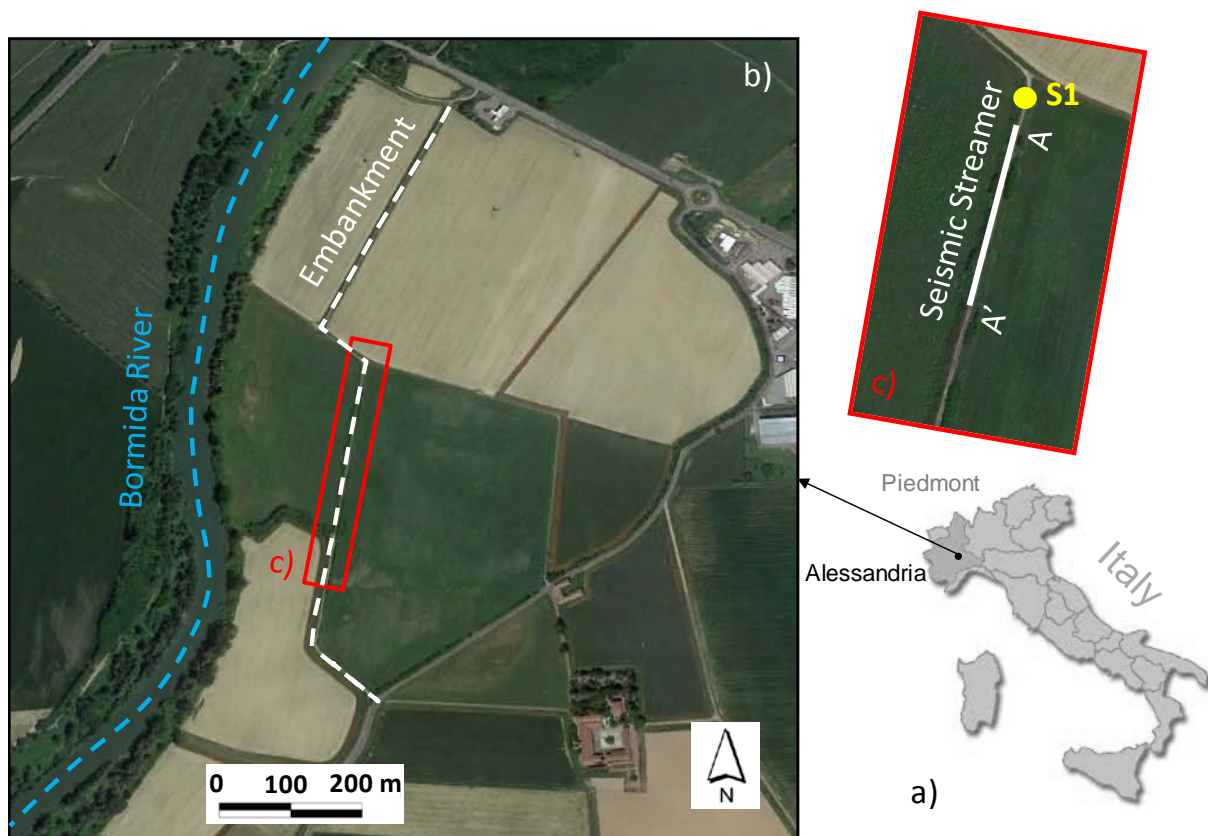 b)
Embankment
Bormida River
c)
0 100 200 m
N
S1
A
Seismic Streamer
A'
c)
Piedmont
Alessandria
Italy
a)